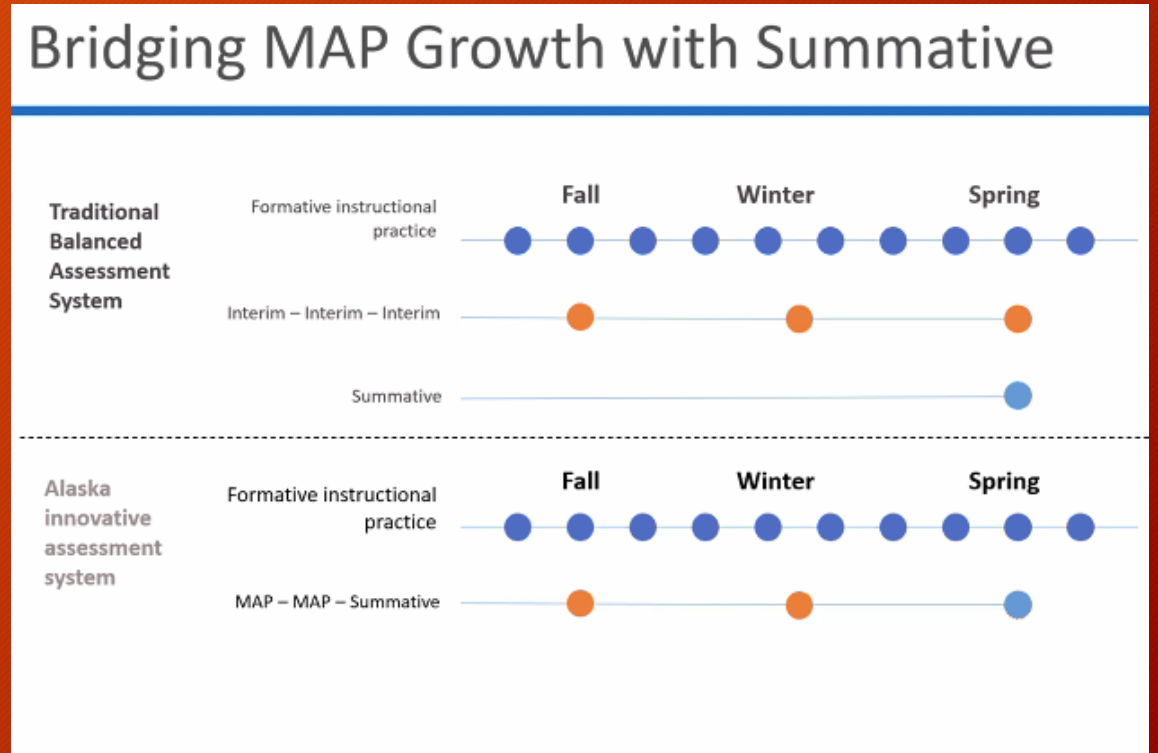 Bridging MAP Growth with Summative
Traditional
Balanced
Assessment
System
Formative instructional
practice
Fall
Winter
Spring
Interim – Interim – Interim
Summative
Alaska
innovative
assessment
system
Formative instructional
practice
Fall
Winter
Spring
MAP – MAP – Summative